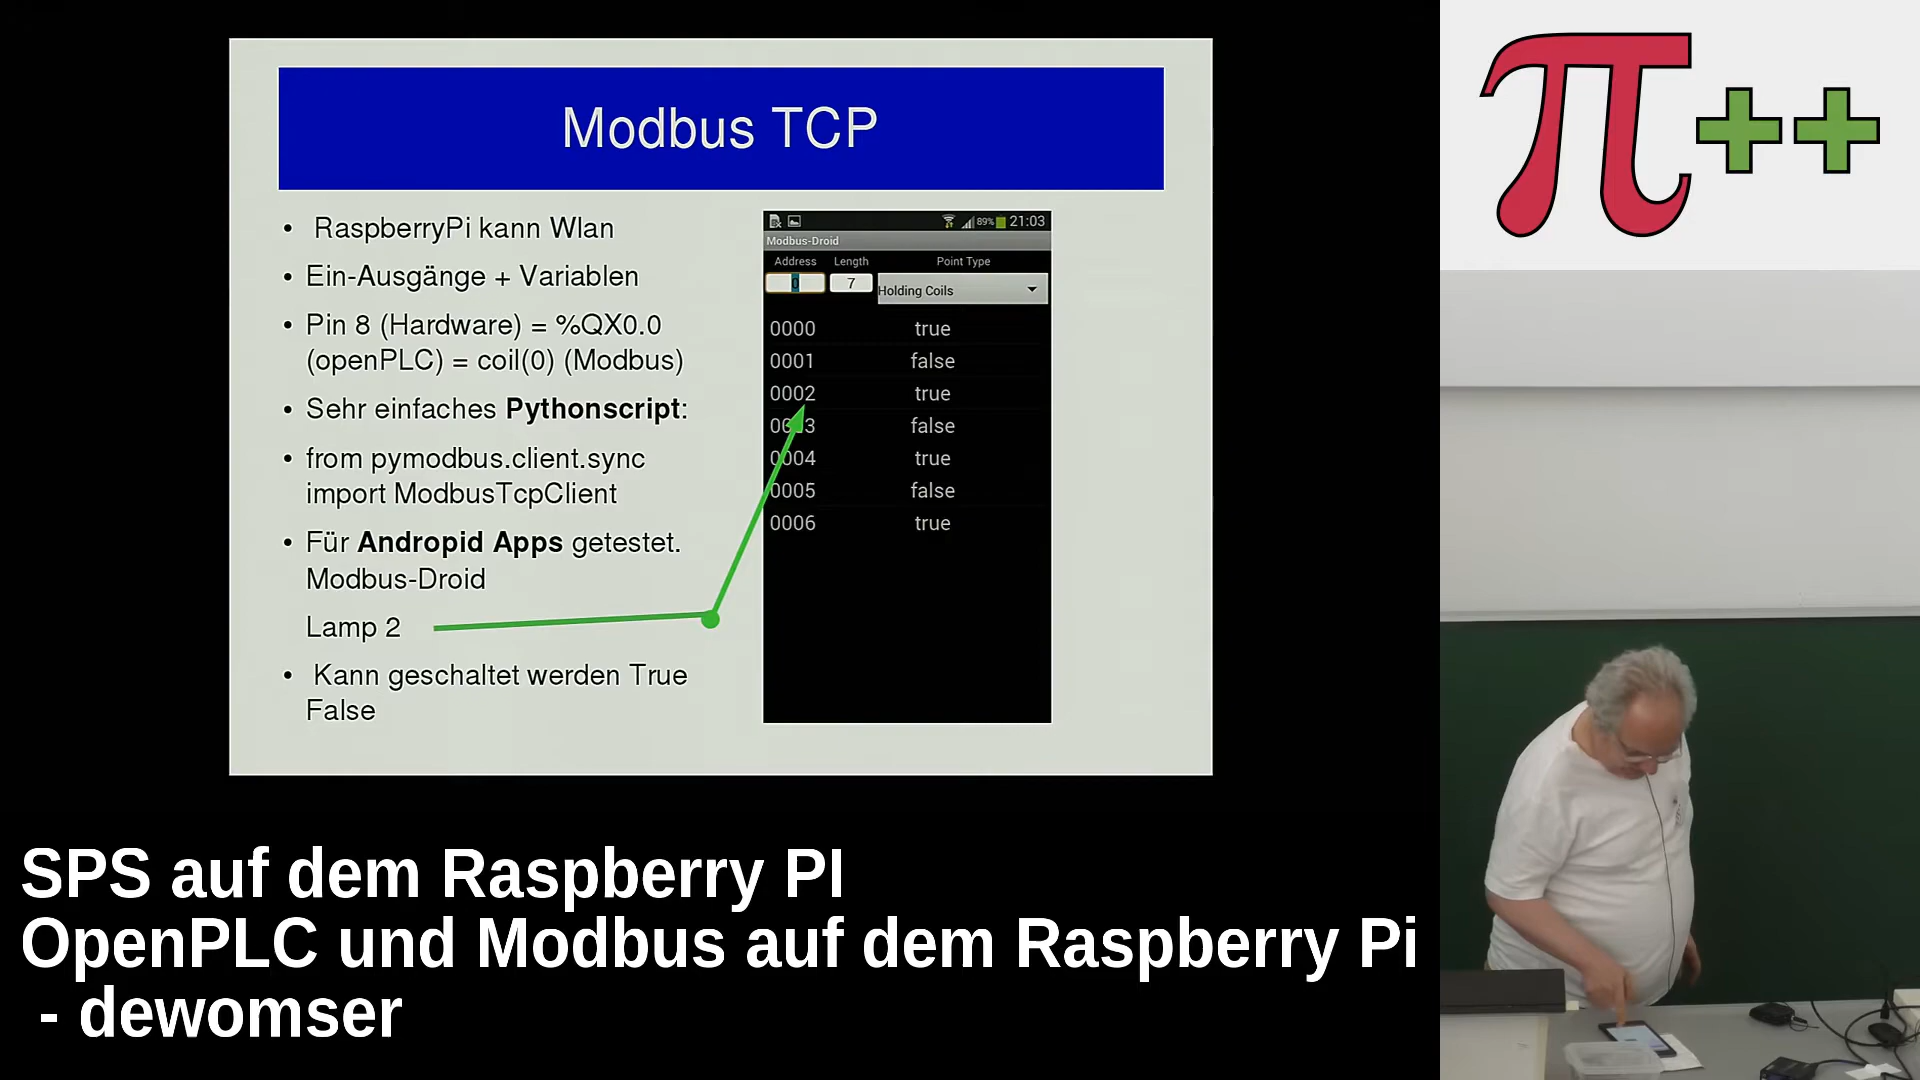 Modbus TCP
• RaspberryPi kann Wlan
• Ein-Ausgänge + Variablen
• Pin 8 (Hardware) = %QX0.0
(openPLC) = coil(0) (Modbus)
• Sehr einfaches Pythonscript:
• from pymodbus.client.sync
import ModbusTcpClient
• Für Andropid Apps getestet.
Modbus-Droid
Lamp 2
• Kann geschaltet werden True
False
89% 21:03
Modbus-Droid
Address Length Point Type
0 7 Holding Coils
0000 true
0001 false
0002 true
0003 false
0004 true
0005 false
0006 true
π++
SPS auf dem Raspberry PI
OpenPLC und Modbus auf dem Raspberry Pi
- dewomser